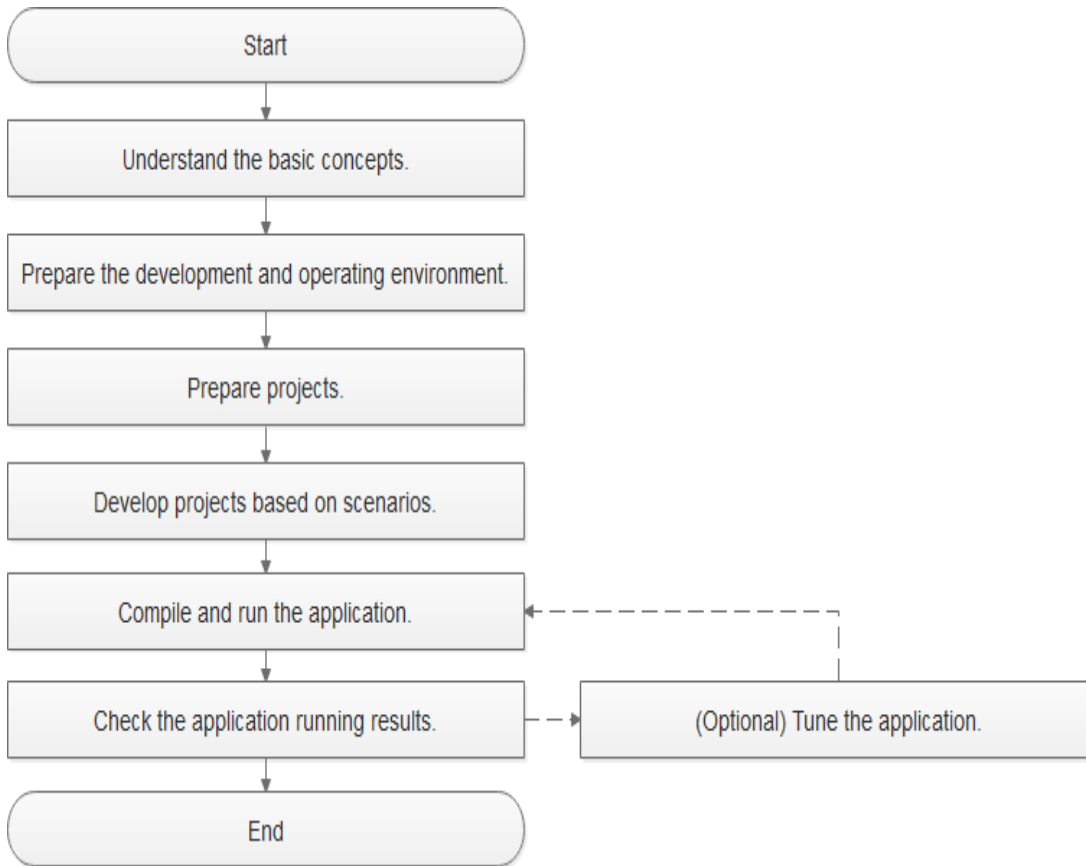 Start
Understand the basic concepts.
Prepare the development and operating environment.
Prepare projects.
Develop projects based on scenarios.
Compile and run the application.
Check the application running results.
(Optional) Tune the application.
End